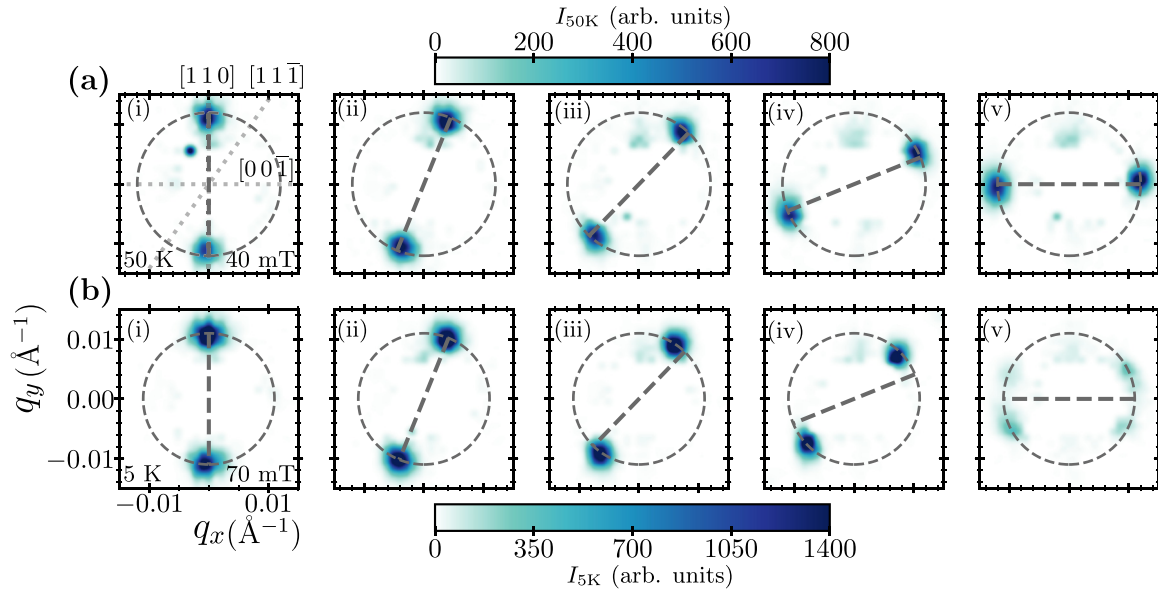 I₅₀K (arb. units)
0 200 400 600 800
(a)
[1 1 0] [1 1 1̅]
(i) (ii) (iii) (iv) (v)
[0 0 1̅]
50 K 40 mT
(b)
(i) (ii) (iii) (iv) (v)
0.01
0.00
−0.01
q_y (Å⁻¹)
5 K 70 mT
−0.01 0.01
q_x (Å⁻¹)
0 350 700 1050 1400
I₅K (arb. units)